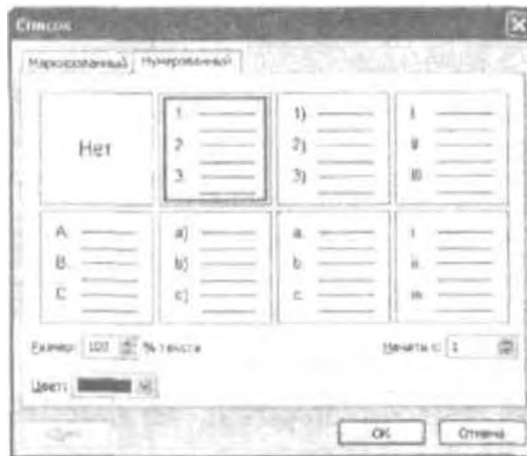 Список
Маркированный Нумерованный
Нет
1.
2.
3.
1)
2)
3)
I.
II.
III.
A.
B.
C.
a)
b)
c)
a.
b.
c.
i.
ii.
iii.
Размер: 100 % текста Начать с: 1
Цвет:
OK Отмена